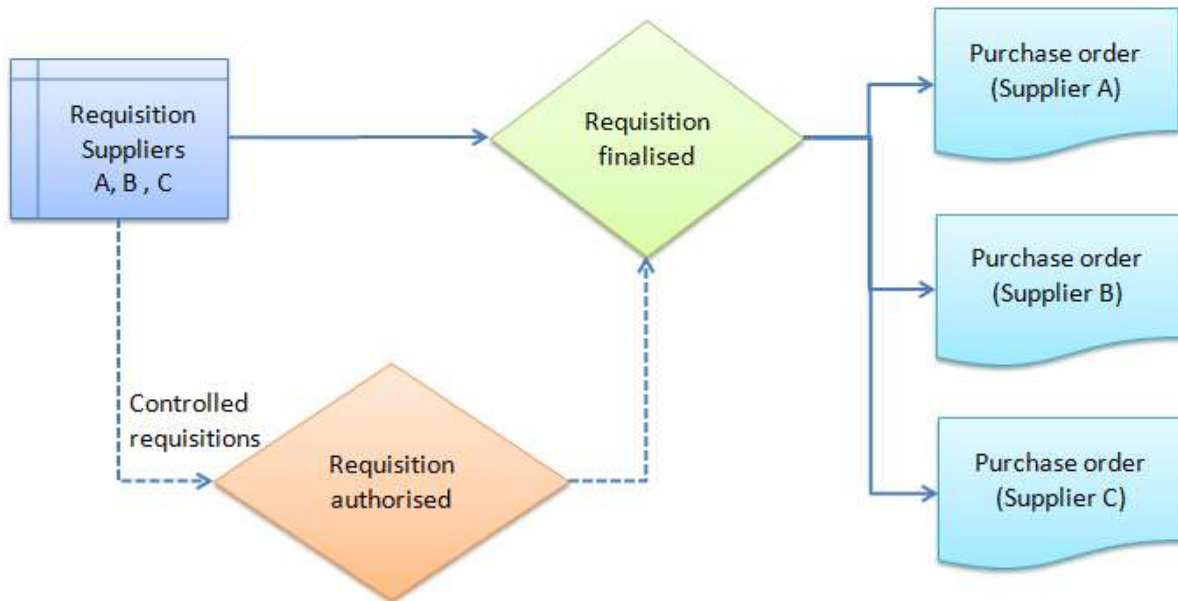 Requisition
Suppliers
A, B , C
Requisition
finalised
Purchase order
(Supplier A)
Purchase order
(Supplier B)
Controlled
requisitions
Requisition
authorised
Purchase order
(Supplier C)